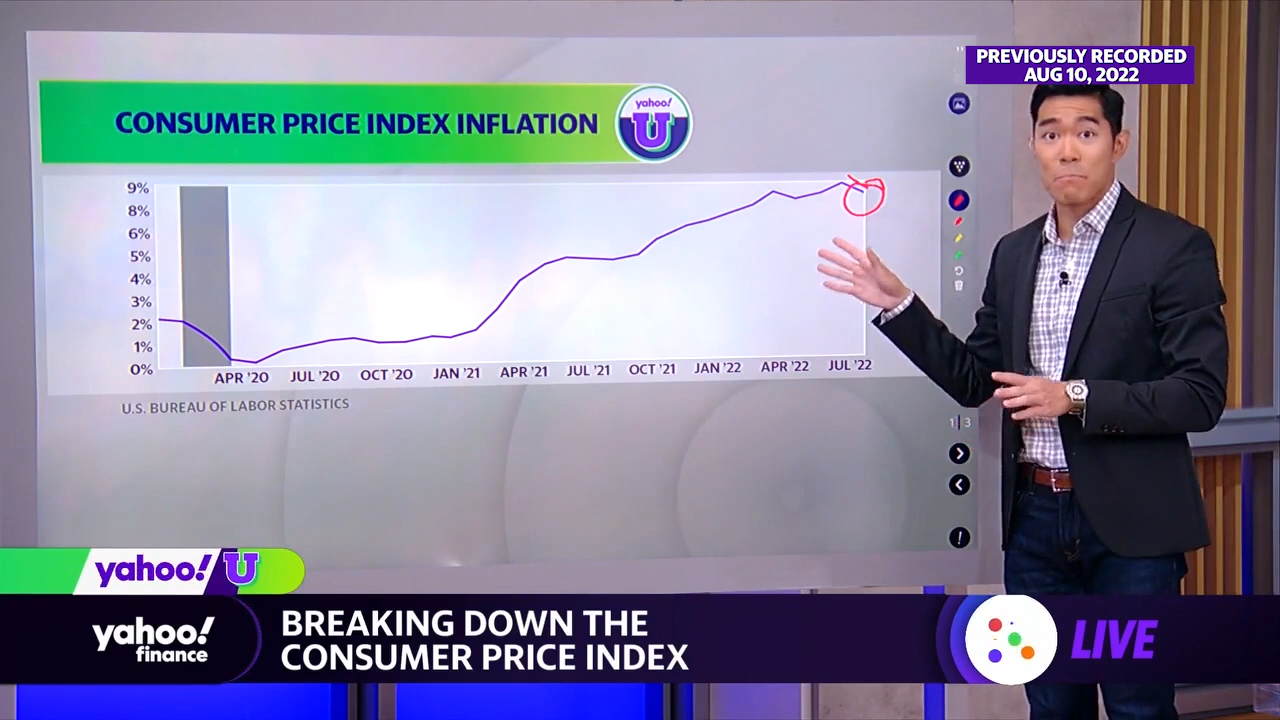 PREVIOUSLY RECORDED
AUG 10, 2022
CONSUMER PRICE INDEX INFLATION
yahoo!
U
9%
8%
6%
5%
4%
3%
2%
1%
0%
APR '20 JUL '20 OCT '20 JAN '21 APR '21 JUL '21 OCT '21 JAN '22 APR '22 JUL '22
U.S. BUREAU OF LABOR STATISTICS
1 | 3
yahoo! U
yahoo!
finance
BREAKING DOWN THE
CONSUMER PRICE INDEX
LIVE